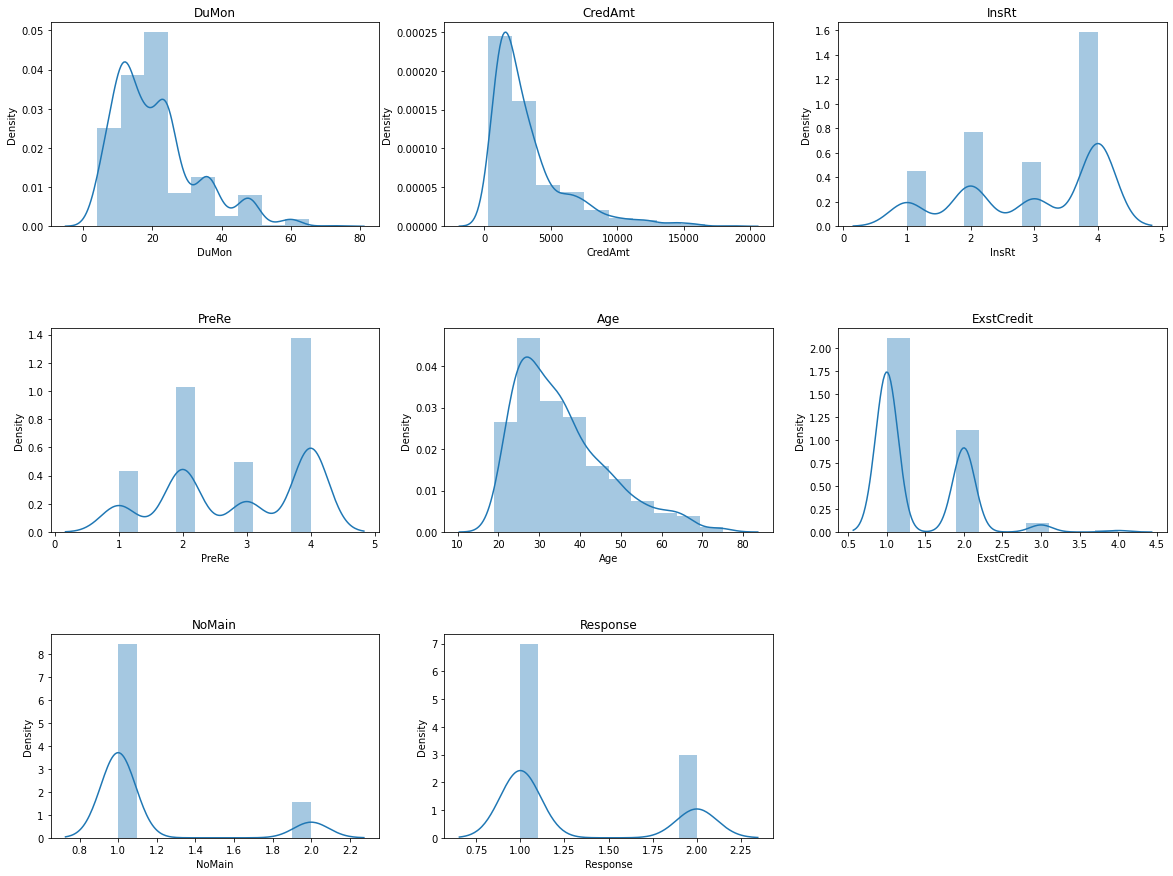 DuMon
Density
0.05
0.04
0.03
0.02
0.01
0.00
0 20 40 60 80
DuMon
CredAmt
Density
0.00025
0.00020
0.00015
0.00010
0.00005
0.00000
0 5000 10000 15000 20000
CredAmt
InsRt
Density
1.6
1.4
1.2
1.0
0.8
0.6
0.4
0.2
0.0
0 1 2 3 4 5
InsRt
PreRe
Density
1.4
1.2
1.0
0.8
0.6
0.4
0.2
0.0
0 1 2 3 4 5
PreRe
Age
Density
0.04
0.03
0.02
0.01
0.00
10 20 30 40 50 60 70 80
Age
ExstCredit
Density
2.00
1.75
1.50
1.25
1.00
0.75
0.50
0.25
0.00
0.5 1.0 1.5 2.0 2.5 3.0 3.5 4.0 4.5
ExstCredit
NoMain
Density
8
7
6
5
4
3
2
1
0
0.8 1.0 1.2 1.4 1.6 1.8 2.0 2.2
NoMain
Response
Density
7
6
5
4
3
2
1
0
0.75 1.00 1.25 1.50 1.75 2.00 2.25
Response